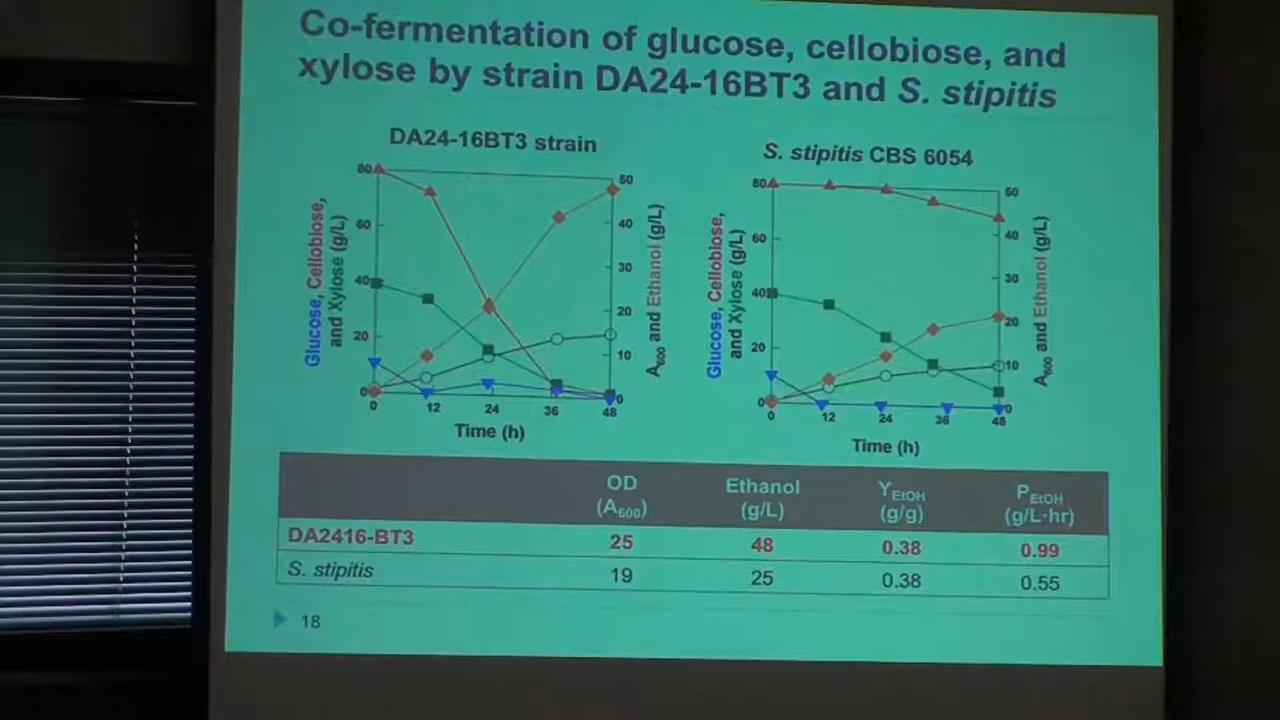 Co-fermentation of glucose, cellobiose, and
xylose by strain DA24-16BT3 and S. stipitis
DA24-16BT3 strain
Glucose, Cellobiose,
and Xylose (g/L)
80
60
40
20
0
50
40
30
20
10
0
A600 and Ethanol (g/L)
0 12 24 36 48
Time (h)
S. stipitis CBS 6054
Glucose, Cellobiose,
and Xylose (g/L)
80
60
40
20
0
50
40
30
20
10
0
A600 and Ethanol (g/L)
0 12 24 36 48
Time (h)
OD Ethanol YEtOH PEtOH
(A600) (g/L) (g/g) (g/L·hr)
DA2416-BT3 25 48 0.38 0.99
S. stipitis 19 25 0.38 0.55
18